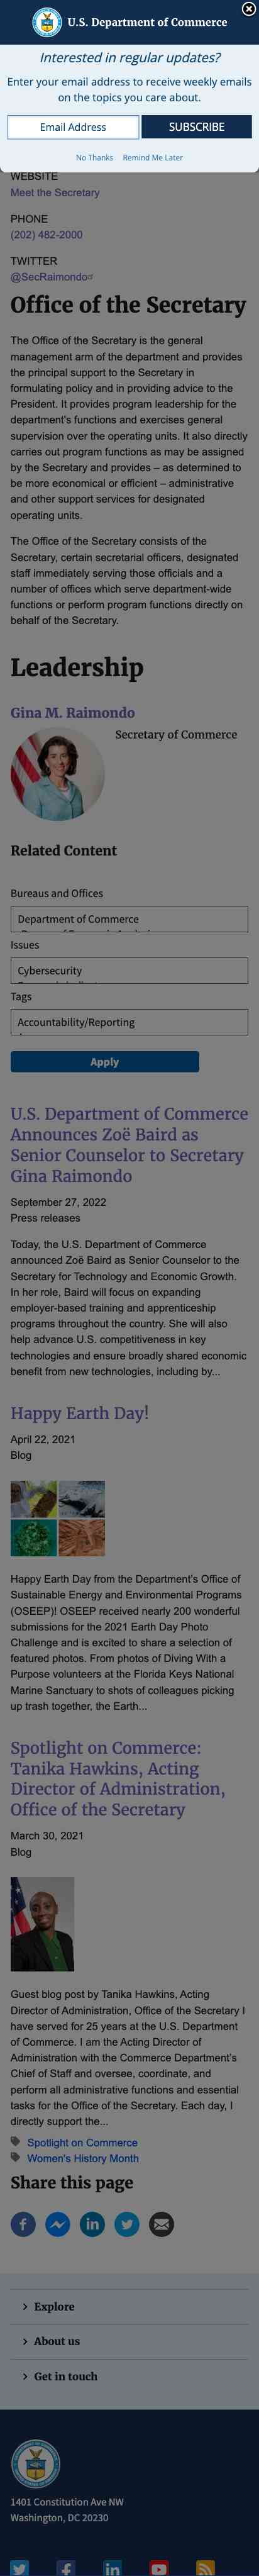 U.S. Department of Commerce
Interested in regular updates?
Enter your email address to receive weekly emails
on the topics you care about.
Email Address
SUBSCRIBE
No Thanks Remind Me Later
WEBSITE
Meet the Secretary
PHONE
(202) 482-2000
TWITTER
@SecRaimondo
Office of the Secretary
The Office of the Secretary is the general
management arm of the department and provides
the principal support to the Secretary in
formulating policy and in providing advice to the
President. It provides program leadership for the
department's functions and exercises general
supervision over the operating units. It also directly
carries out program functions as may be assigned
by the Secretary and provides – as determined to
be more economical or efficient – administrative
and other support services for designated
operating units.
The Office of the Secretary consists of the
Secretary, certain secretarial officers, designated
staff immediately serving those officials and a
number of offices which serve department-wide
functions or perform program functions directly on
behalf of the Secretary.
Leadership
Gina M. Raimondo
Secretary of Commerce
Related Content
Bureaus and Offices
Department of Commerce
Issues
Cybersecurity
Tags
Accountability/Reporting
Apply
U.S. Department of Commerce
Announces Zoë Baird as
Senior Counselor to Secretary
Gina Raimondo
September 27, 2022
Press releases
Today, the U.S. Department of Commerce
announced Zoë Baird as Senior Counselor to the
Secretary for Technology and Economic Growth.
In her role, Baird will focus on expanding
employer-based training and apprenticeship
programs throughout the country. She will also
help advance U.S. competitiveness in key
technologies and ensure broadly shared economic
benefit from new technologies, including by...
Happy Earth Day!
April 22, 2021
Blog
Happy Earth Day from the Department's Office of
Sustainable Energy and Environmental Programs
(OSEEP)! OSEEP received nearly 200 wonderful
submissions for the 2021 Earth Day Photo
Challenge and is excited to share a selection of
featured photos. From photos of Diving With a
Purpose volunteers at the Florida Keys National
Marine Sanctuary to shots of colleagues picking
up trash together, the Earth...
Spotlight on Commerce:
Tanika Hawkins, Acting
Director of Administration,
Office of the Secretary
March 30, 2021
Blog
Guest blog post by Tanika Hawkins, Acting
Director of Administration, Office of the Secretary I
have served for 25 years at the U.S. Department
of Commerce. I am the Acting Director of
Administration with the Commerce Department's
Chief of Staff and oversee, coordinate, and
perform all administrative functions and essential
tasks for the Office of the Secretary. Each day, I
directly support the...
Spotlight on Commerce
Women's History Month
Share this page
Explore
About us
Get in touch
1401 Constitution Ave NW
Washington, DC 20230